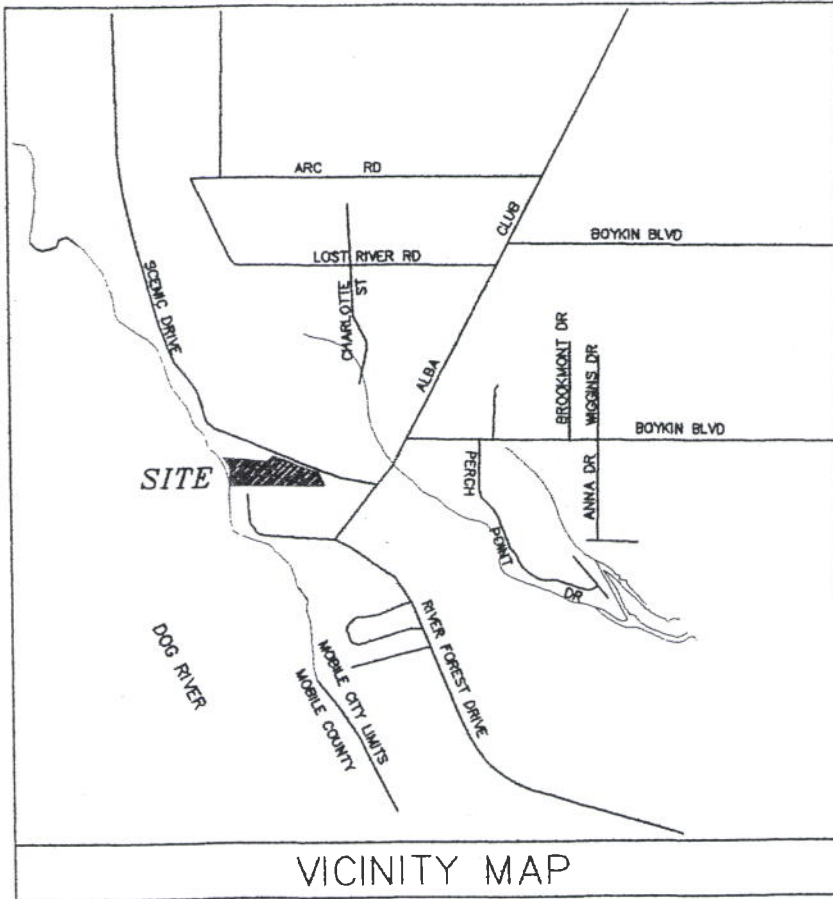 ARC RD
CLUB
BOYKIN BLVD
LOST RIVER RD
SCENIC DRIVE
CHARLOTTE ST
ALBA
BROOKMONT DR
WIGGINS DR
BOYKIN BLVD
SITE
PERCH
POINT
DR
ANNA DR
RIVER FOREST DRIVE
DOG RIVER
MOBILE CITY LIMITS
MOBILE COUNTY
VICINITY MAP